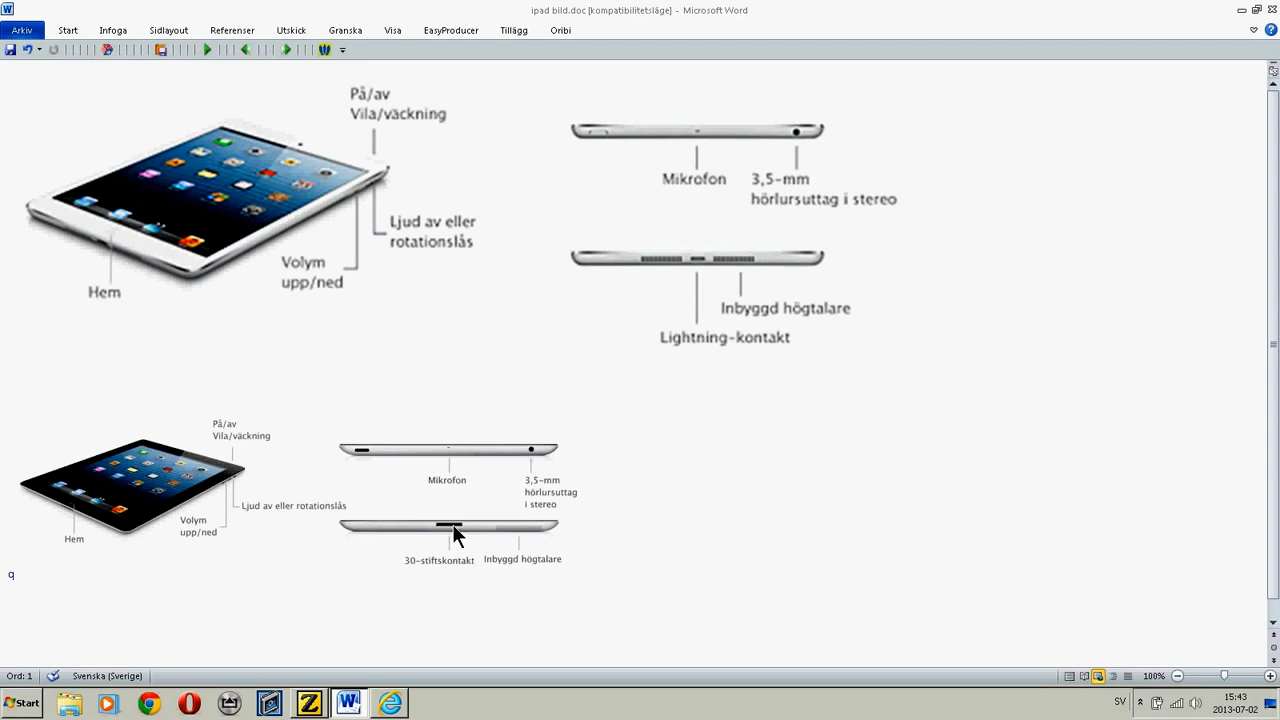 ipad bild.doc [kompatibilitetsläge] - Microsoft Word
Arkiv Start Infoga Sidlayout Referenser Utskick Granska Visa EasyProducer Tillägg Oribi
På/av
Vila/väckning
Ljud av eller
rotationslås
Volym
upp/ned
Hem
Mikrofon
3,5-mm
hörlursuttag i stereo
Inbyggd högtalare
Lightning-kontakt
På/av
Vila/väckning
Ljud av eller rotationslås
Volym
upp/ned
Hem
Mikrofon
3,5-mm
hörlursuttag
i stereo
30-stiftskontakt
Inbyggd högtalare
q
Ord: 1 Svenska (Sverige) 100%
Start SV 15:43
2013-07-02